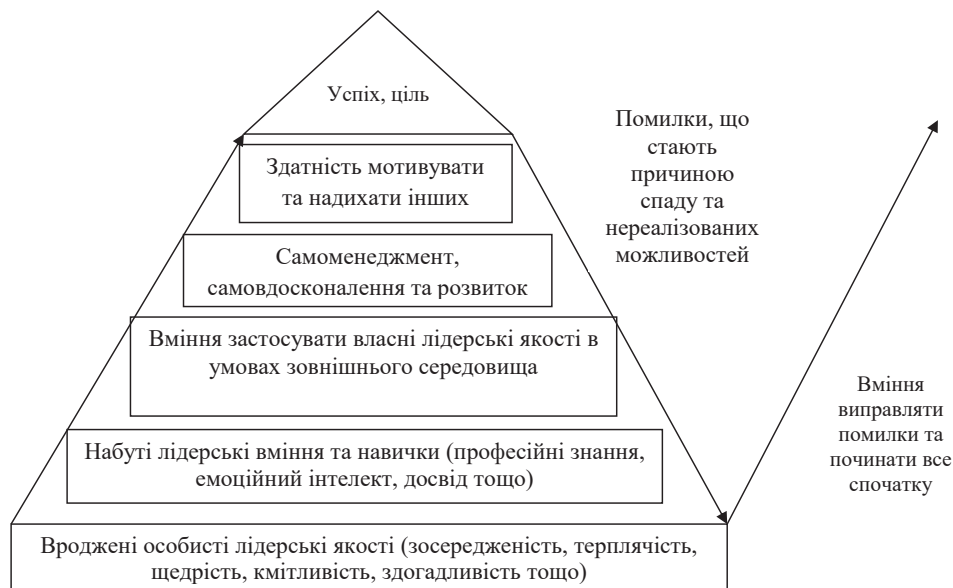 Успіх, ціль
Здатність мотивувати
та надихати інших
Самоменеджмент,
самовдосконалення та розвиток
Вміння застосувати власні лідерські якості в
умовах зовнішнього середовища
Набуті лідерські вміння та навички (професійні знання,
емоційний інтелект, досвід тощо)
Вроджені особисті лідерські якості (зосередженість, терплячість,
щедрість, кмітливість, здогадливість тощо)
Помилки, що
стають
причиною
спаду та
нереалізованих
можливостей
Вміння
виправляти
помилки та
починати все
спочатку